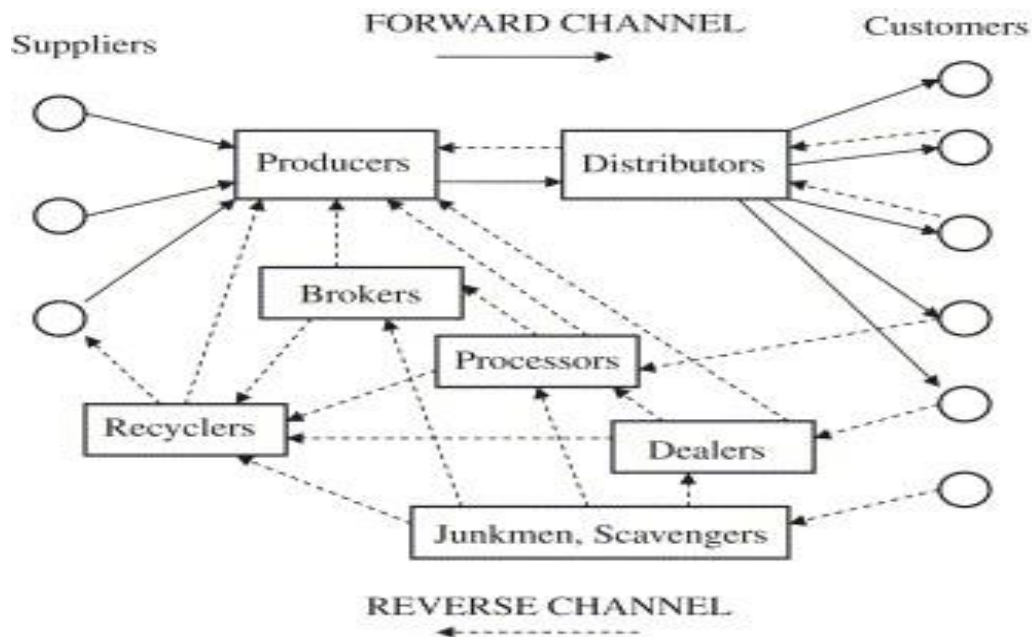 FORWARD CHANNEL
Suppliers
Customers
Producers
Distributors
Brokers
Processors
Recyclers
Dealers
Junkmen, Scavengers
REVERSE CHANNEL